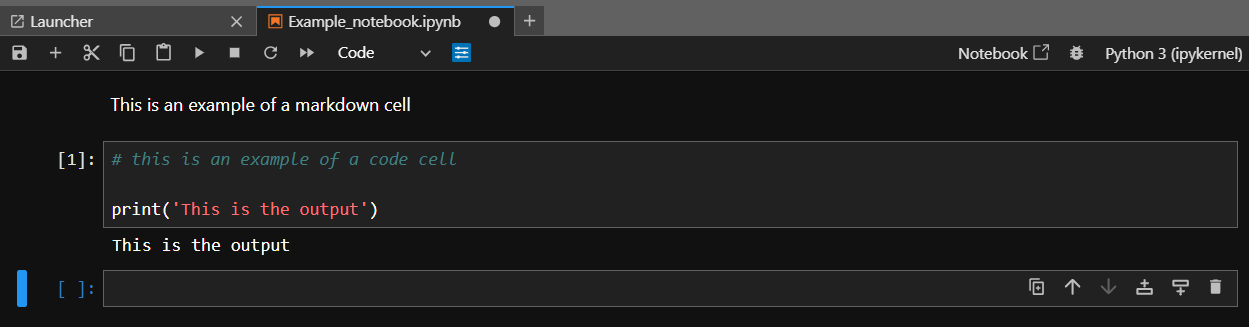 Launcher
Example_notebook.ipynb
Code
Notebook
Python 3 (ipykernel)
This is an example of a markdown cell
[1]: # this is an example of a code cell
print('This is the output')
This is the output
[ ]: